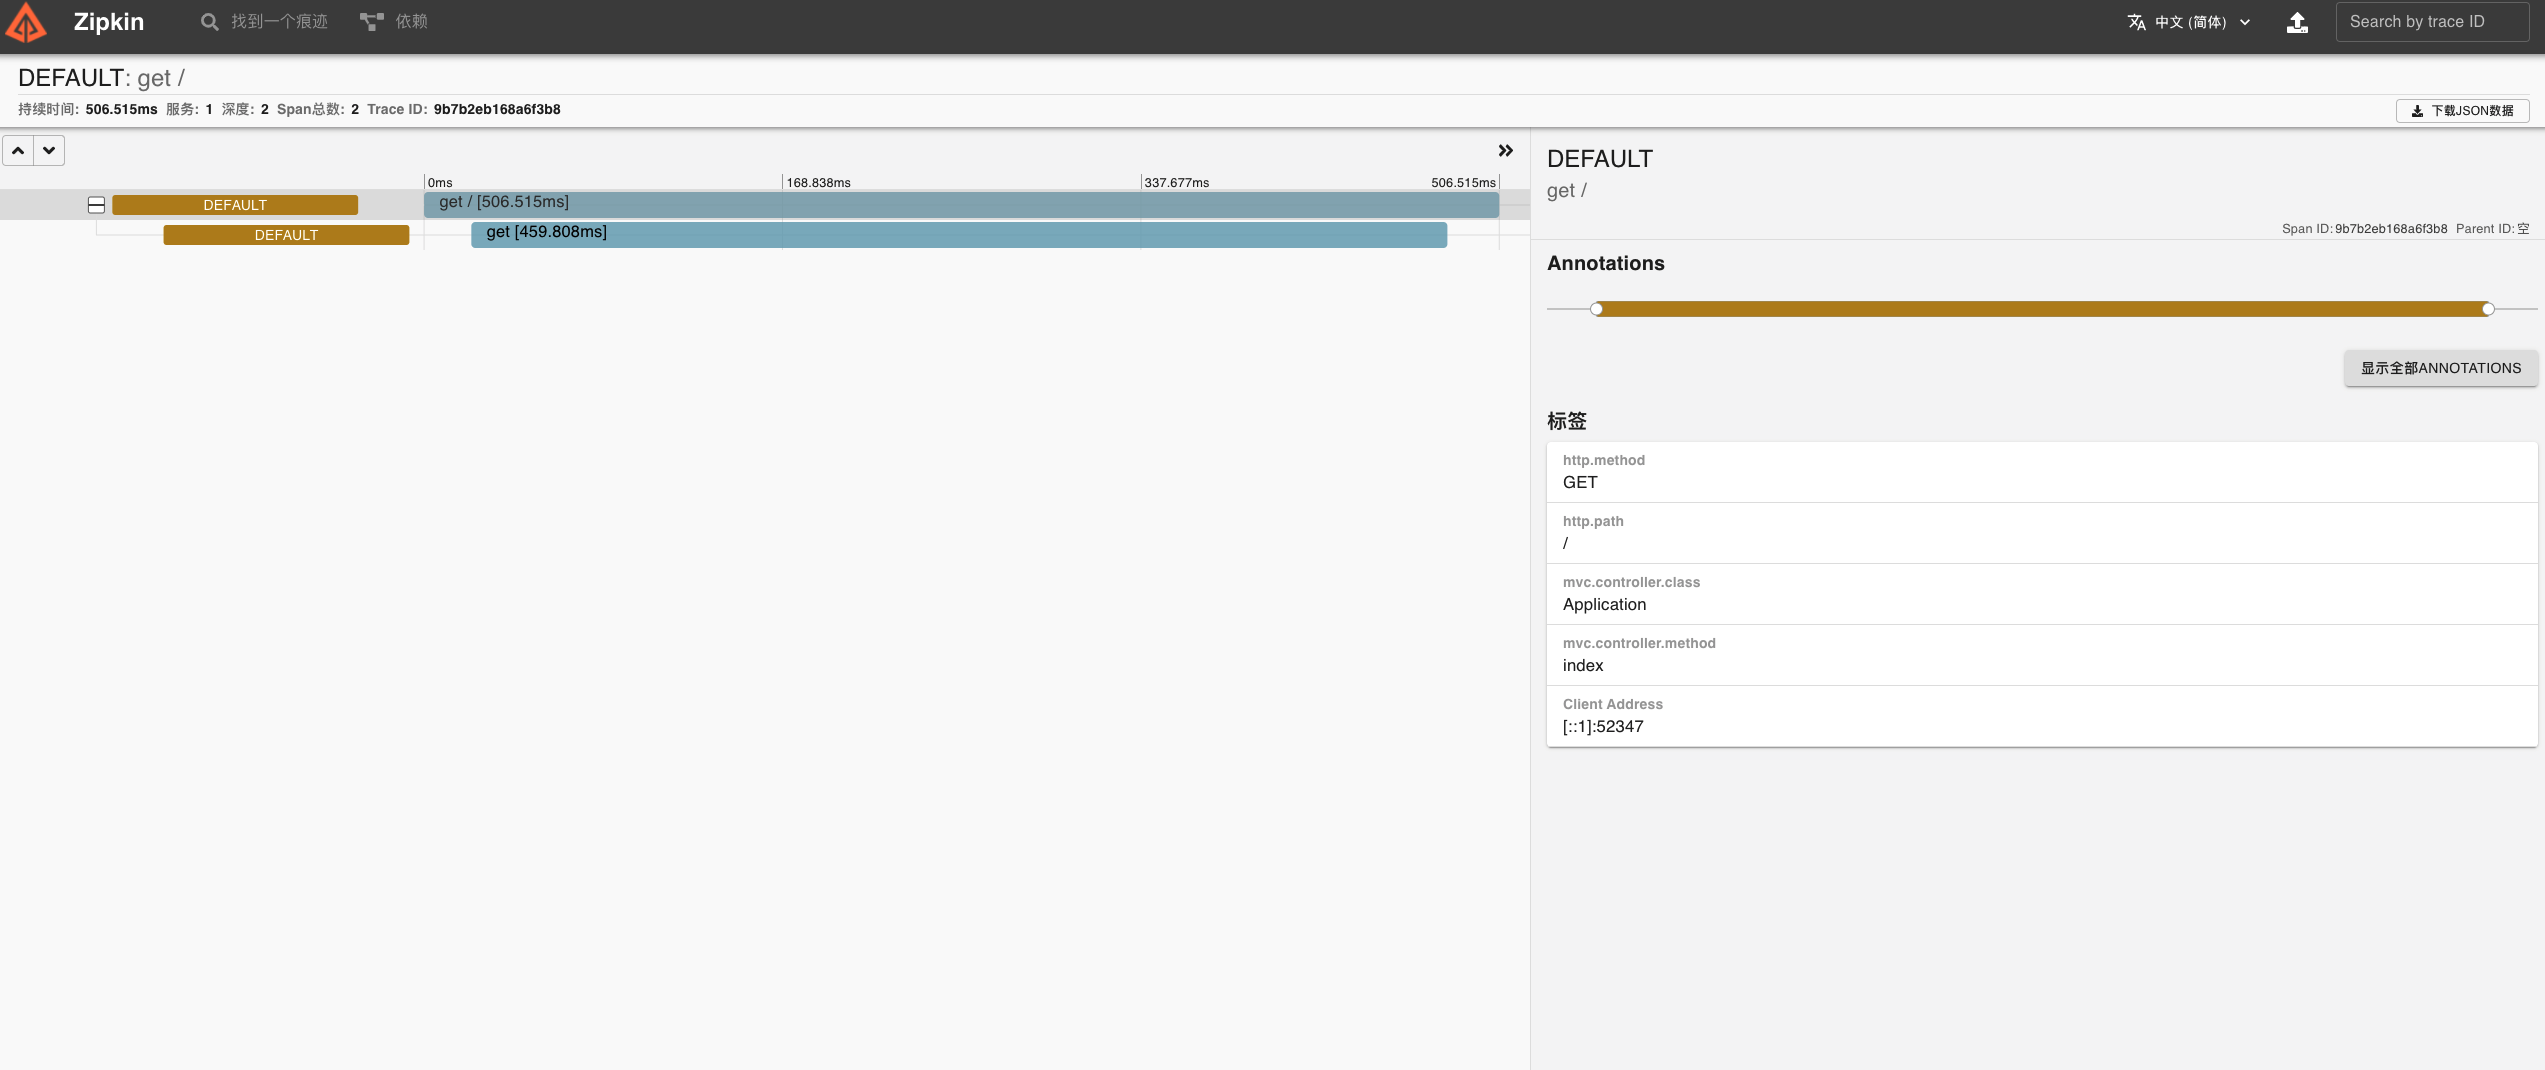 Zipkin 找到一个痕迹 依赖 中文 (简体) Search by trace ID
DEFAULT: get /
持续时间: 506.515ms 服务: 1 深度: 2 Span总数: 2 Trace ID: 9b7b2eb168a6f3b8 下载JSON数据
0ms 168.838ms 337.677ms 506.515ms
DEFAULT get / [506.515ms]
DEFAULT get [459.808ms]
DEFAULT
get /
Span ID: 9b7b2eb168a6f3b8 Parent ID: 空
Annotations
显示全部ANNOTATIONS
标签
http.method
GET
http.path
/
mvc.controller.class
Application
mvc.controller.method
index
Client Address
[::1]:52347